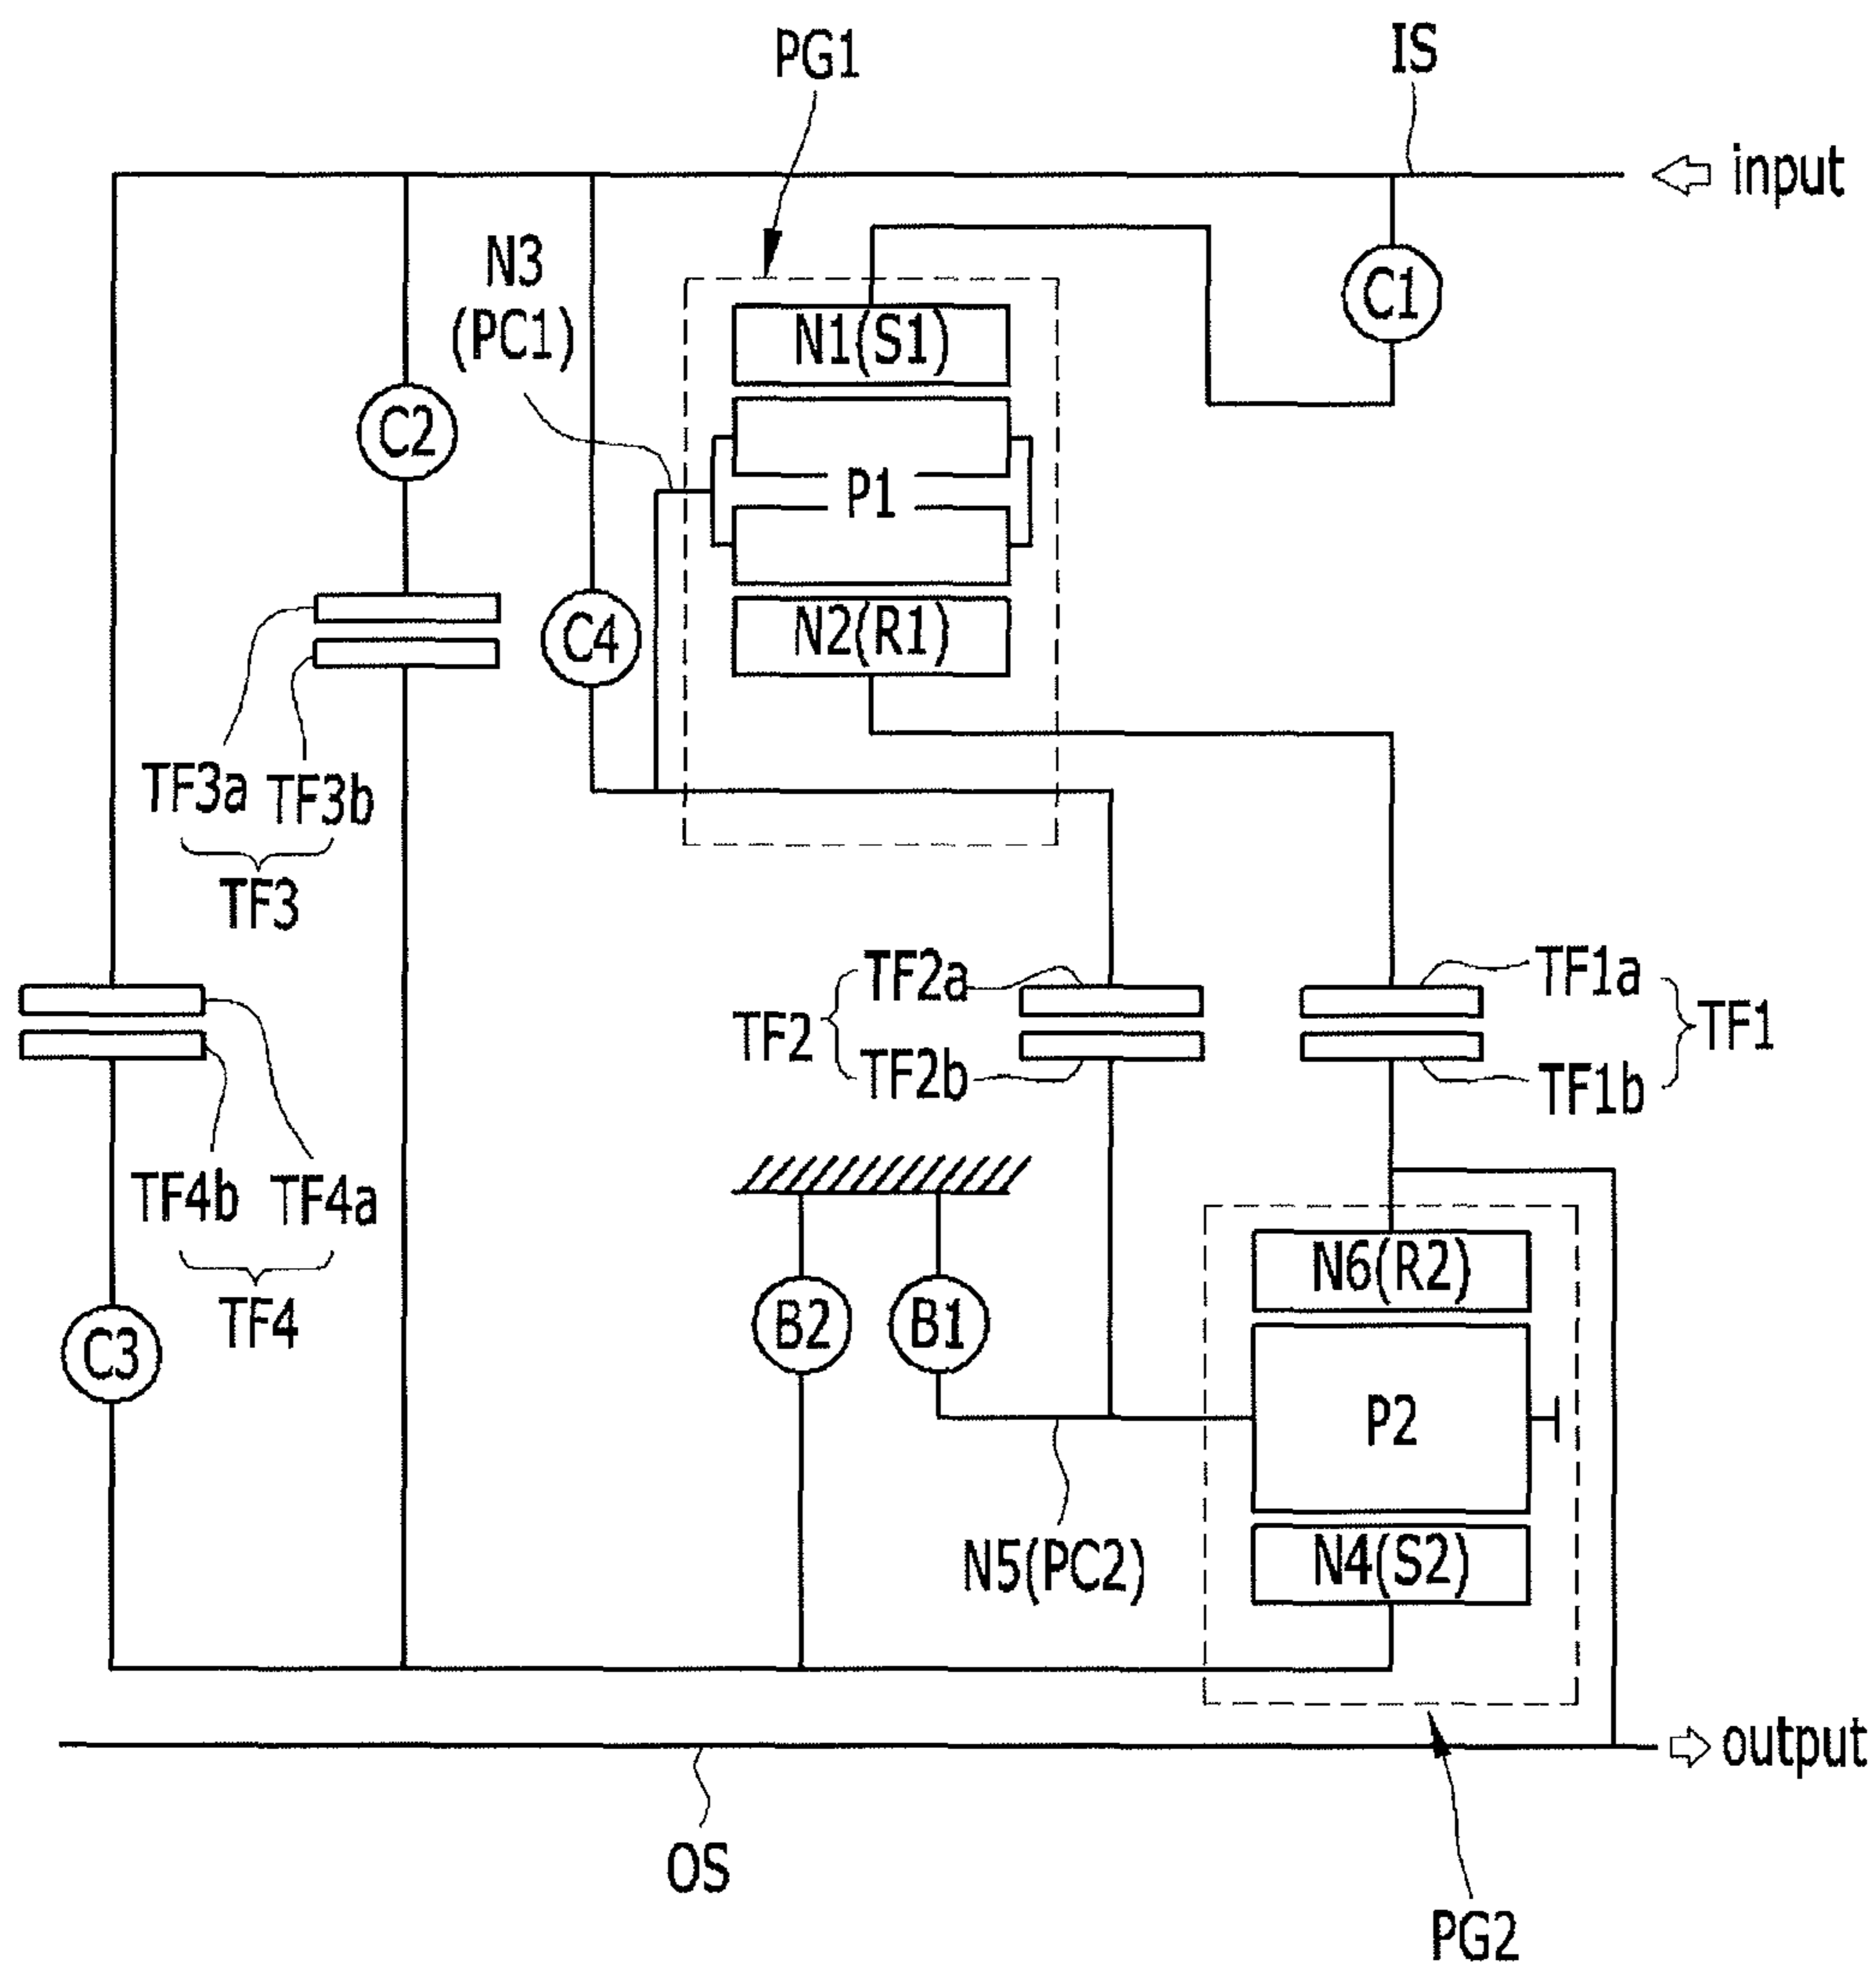 PG1
IS
input
N3
(PC1)
N1(S1)
C1
C2
P1
C4
N2(R1)
TF3a
TF3b
TF3
TF2a
TF2
TF2b
TF1a
TF1
TF1b
TF4b
TF4a
TF4
C3
B2
B1
N6(R2)
P2
N5(PC2)
N4(S2)
output
OS
PG2